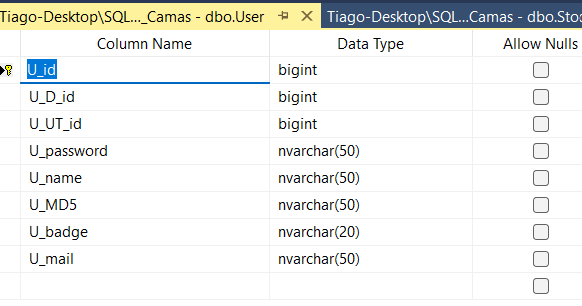 Tiago-Desktop\SQL..._Camas - dbo.User Tiago-Desktop\SQL...Camas - dbo.Sto
Column Name Data Type Allow Nulls
U_id bigint
U_D_id bigint
U_UT_id bigint
U_password nvarchar(50)
U_name nvarchar(50)
U_MD5 nvarchar(50)
U_badge nvarchar(20)
U_mail nvarchar(50)